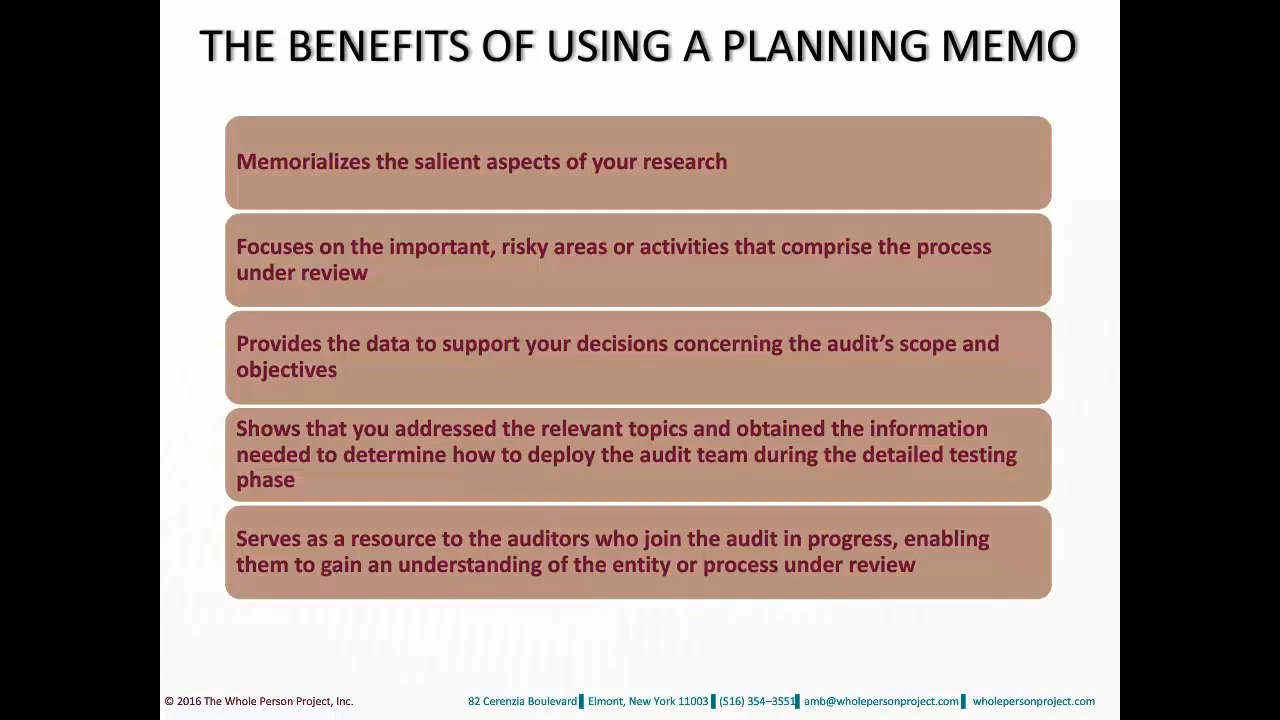 THE BENEFITS OF USING A PLANNING MEMO
Memorializes the salient aspects of your research
Focuses on the important, risky areas or activities that comprise the process
under review
Provides the data to support your decisions concerning the audit’s scope and
objectives
Shows that you addressed the relevant topics and obtained the information
needed to determine how to deploy the audit team during the detailed testing
phase
Serves as a resource to the auditors who join the audit in progress, enabling
them to gain an understanding of the entity or process under review
© 2016 The Whole Person Project, Inc. 82 Cerenzia Boulevard▌Elmont, New York 11003▐ (516) 354–3551▌ amb@wholepersonproject.com▌ wholepersonproject.com